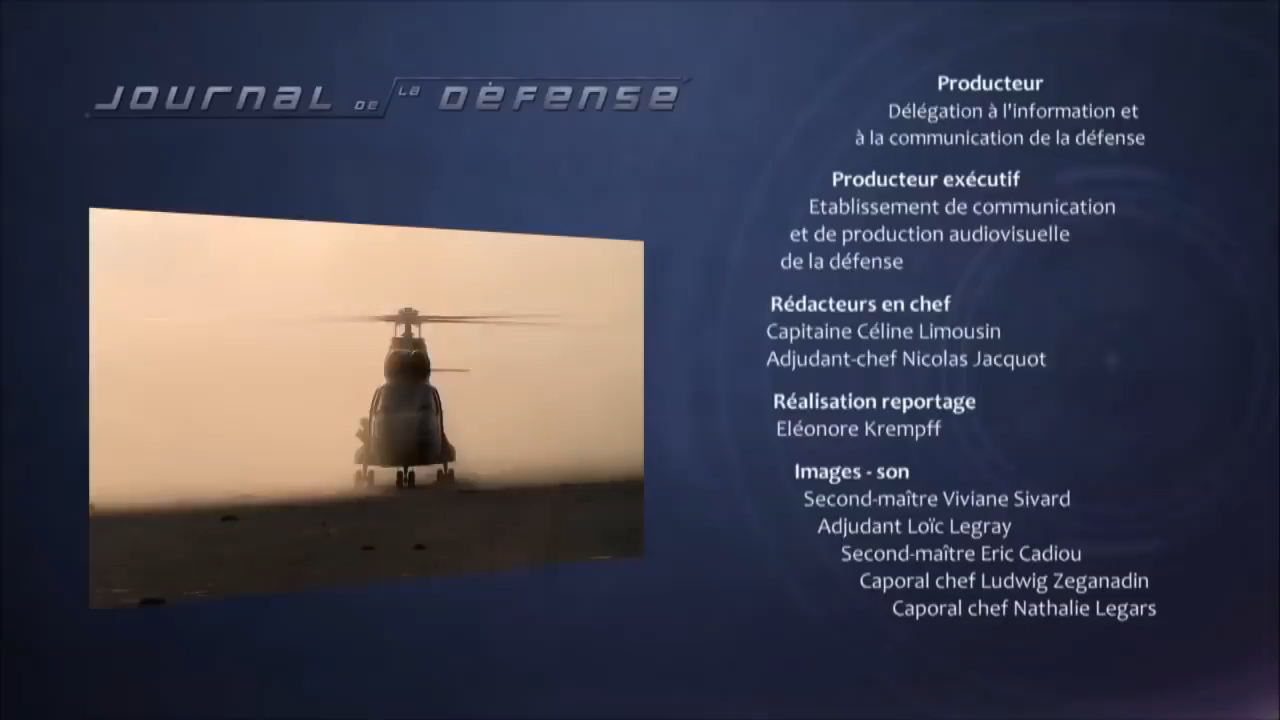 JOURNAL DE LA DÉFENSE
Producteur
Délégation à l'information et
à la communication de la défense
Producteur exécutif
Etablissement de communication
et de production audiovisuelle
de la défense
Rédacteurs en chef
Capitaine Céline Limousin
Adjudant-chef Nicolas Jacquot
Réalisation reportage
Eléonore Krempff
Images - son
Second-maître Viviane Sivard
Adjudant Loïc Legray
Second-maître Eric Cadiou
Caporal chef Ludwig Zeganadin
Caporal chef Nathalie Legars